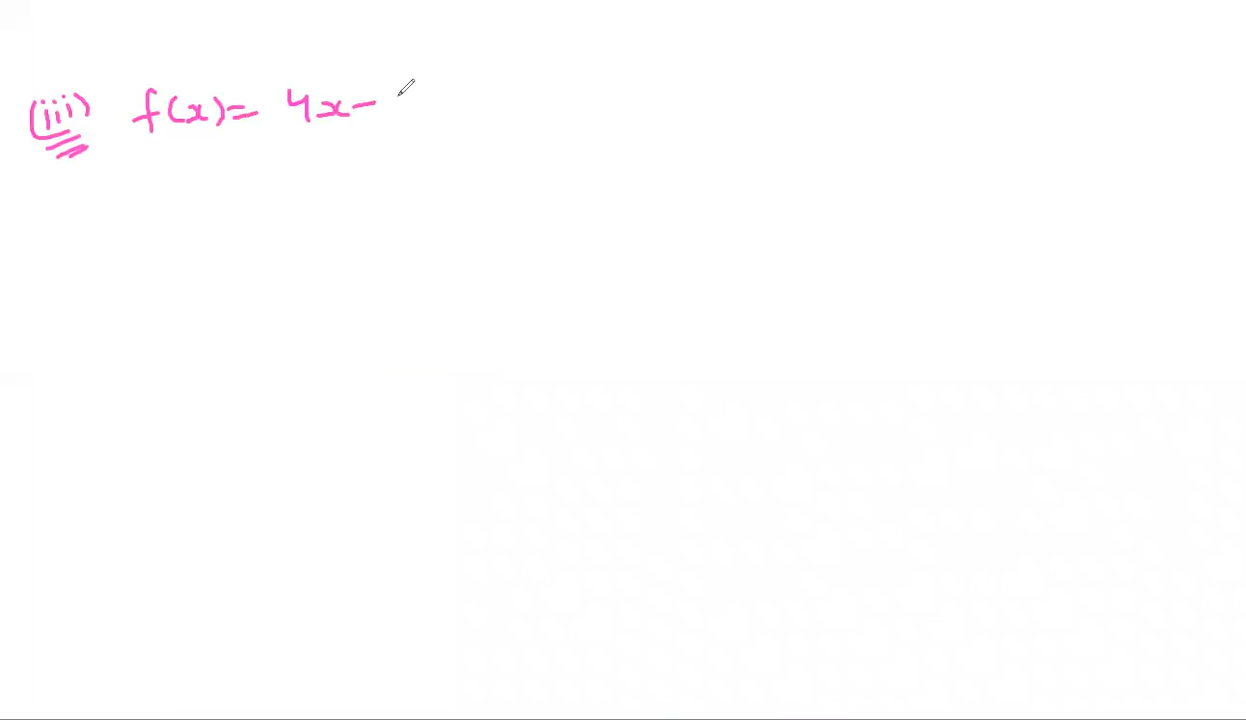 (iii) f(x)= 4x-